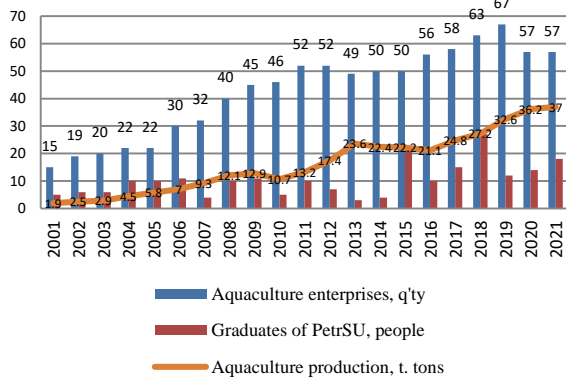 70
60
50
40
30
20
10
0
15 19 20 22 22 30 32 40 45 46 52 52 49 50 50 56 58 63 67 57 57
1.9 2.5 2.9 4.5 5.8 7 9.3 12.1 12.9 10.7 13.2 17.4 23.6 22.4 22.2 21.1 24.8 27.2 32.6 36.2 37
2001 2002 2003 2004 2005 2006 2007 2008 2009 2010 2011 2012 2013 2014 2015 2016 2017 2018 2019 2020 2021
Aquaculture enterprises, q'ty
Graduates of PetrSU, people
Aquaculture production, t. tons